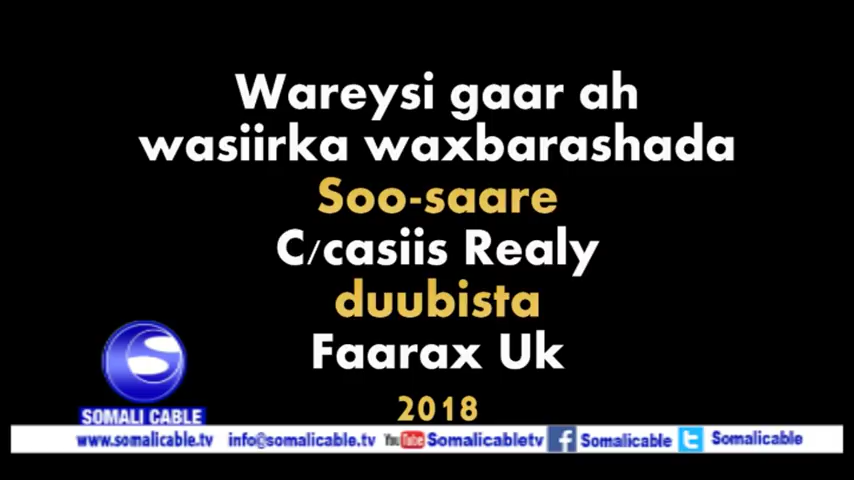 Wareysi gaar ah
wasiirka waxbarashada
Soo-saare
C/casiis Realy
duubista
Faarax Uk
2018
SOMALI CABLE
www.somalicable.tv info@somalicable.tv YouTube Somalicabletv Somalicable Somalicable